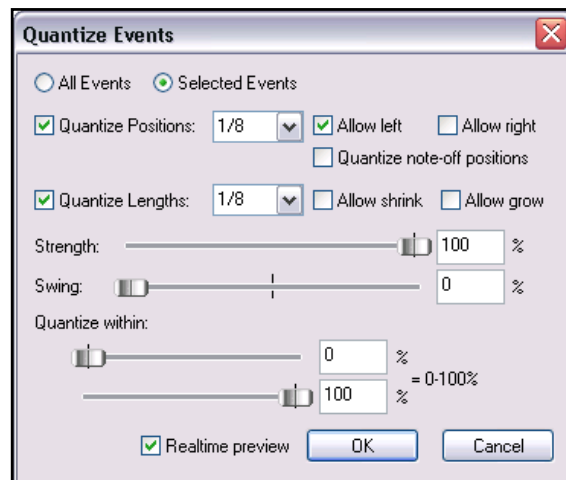 Quantize Events
All Events Selected Events
Quantize Positions: 1/8 Allow left Allow right
Quantize note-off positions
Quantize Lengths: 1/8 Allow shrink Allow grow
Strength: 100 %
Swing: 0 %
Quantize within:
0 %
= 0-100%
100 %
Realtime preview OK Cancel